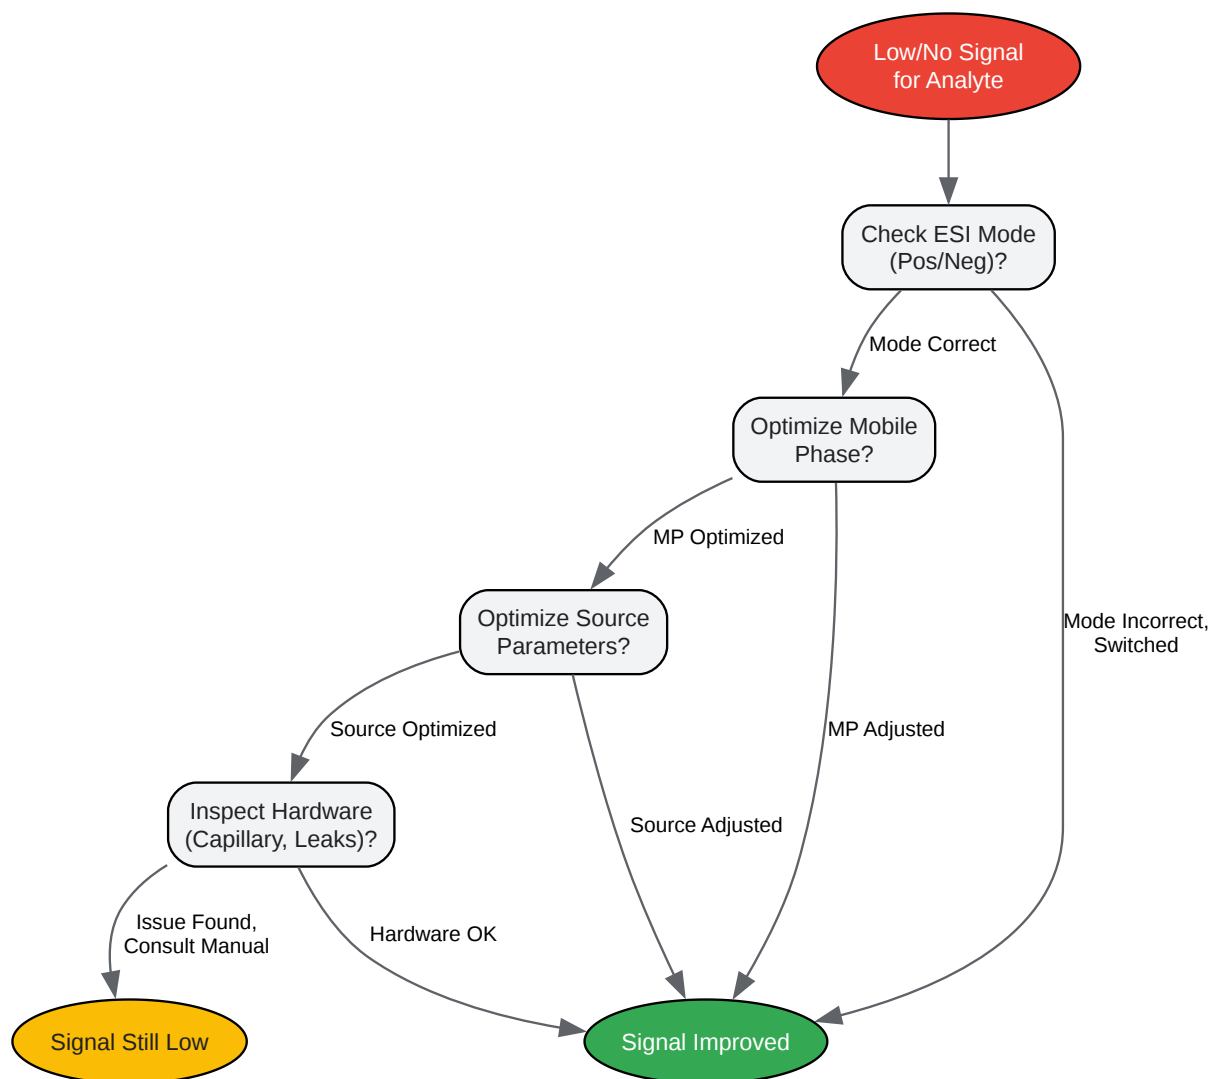 Low/No Signal
for Analyte
Check ESI Mode
(Pos/Neg)?
Mode Correct
Optimize Mobile
Phase?
MP Optimized
Optimize Source
Parameters?
Mode Incorrect,
Switched
Source Optimized
MP Adjusted
Inspect Hardware
(Capillary, Leaks)?
Source Adjusted
Issue Found,
Consult Manual
Hardware OK
Signal Still Low
Signal Improved